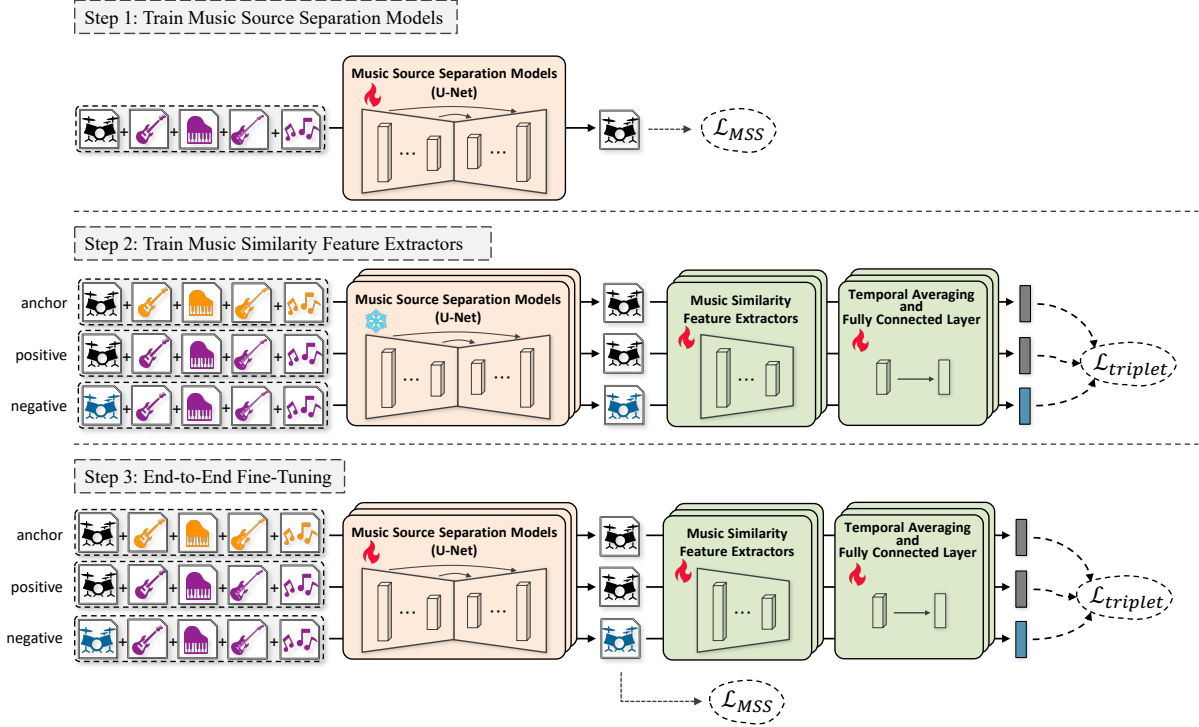 Step 1: Train Music Source Separation Models
Music Source Separation Models
(U-Net)
+ + + +
... ...
ℒ_MSS
Step 2: Train Music Similarity Feature Extractors
anchor
+ + + +
positive
+ + + +
negative
+ + + +
Music Source Separation Models
(U-Net)
... ...
Music Similarity
Feature Extractors
...
Temporal Averaging
and
Fully Connected Layer
ℒ_triplet
Step 3: End-to-End Fine-Tuning
anchor
+ + + +
positive
+ + + +
negative
+ + + +
Music Source Separation Models
(U-Net)
... ...
Music Similarity
Feature Extractors
...
Temporal Averaging
and
Fully Connected Layer
ℒ_triplet
ℒ_MSS